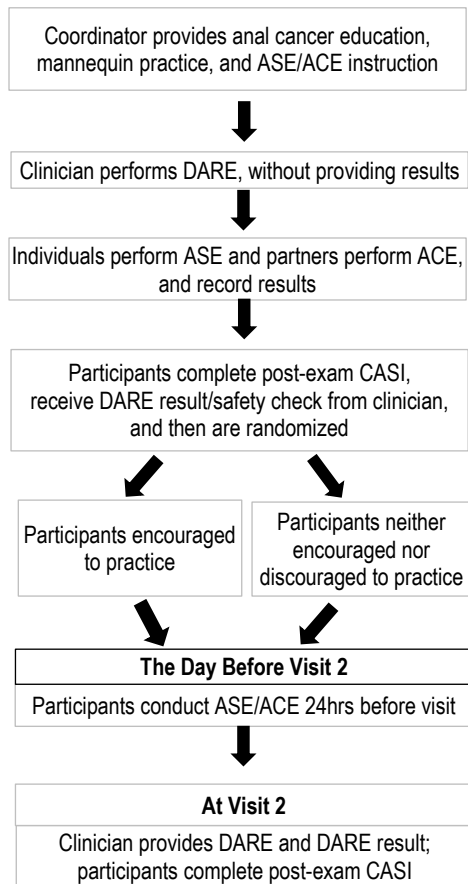 Coordinator provides anal cancer education,
mannequin practice, and ASE/ACE instruction
Clinician performs DARE, without providing results
Individuals perform ASE and partners perform ACE,
and record results
Participants complete post-exam CASI,
receive DARE result/safety check from clinician,
and then are randomized
Participants encouraged
to practice
Participants neither
encouraged nor
discouraged to practice
The Day Before Visit 2
Participants conduct ASE/ACE 24hrs before visit
At Visit 2
Clinician provides DARE and DARE result;
participants complete post-exam CASI